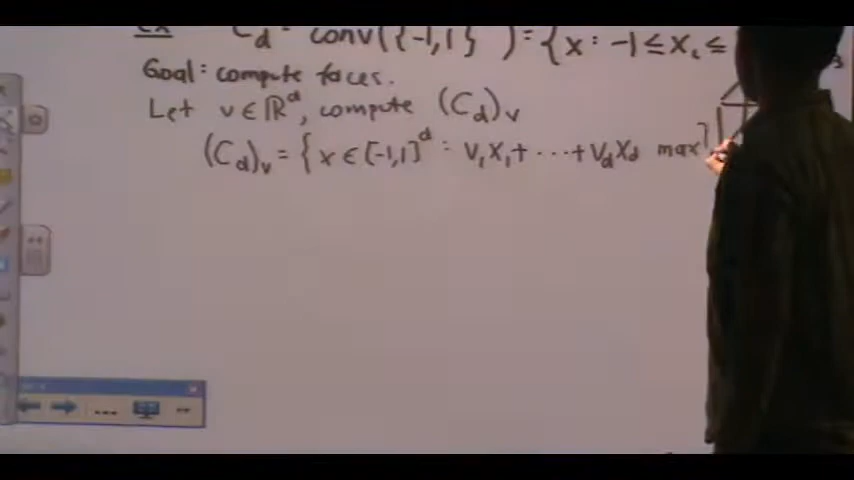 Ex C_d = conv({-1,1} ) = {x : -1 ≤ x_i ≤
Goal: compute faces.
Let v ∈ ℝ^d, compute (C_d)_v
(C_d)_v = { x ∈ [-1,1]^d : v_1x_1 + ... + v_dx_d max}